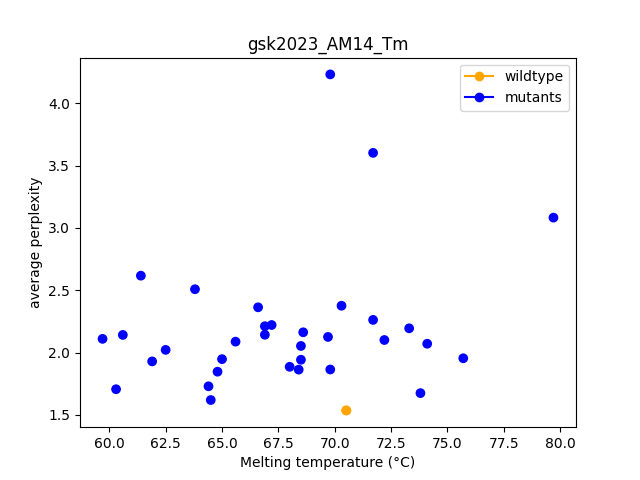 gsk2023_AM14_Tm
wildtype
mutants
4.0
3.5
3.0
2.5
2.0
1.5
average perplexity
60.0 62.5 65.0 67.5 70.0 72.5 75.0 77.5 80.0
Melting temperature (°C)